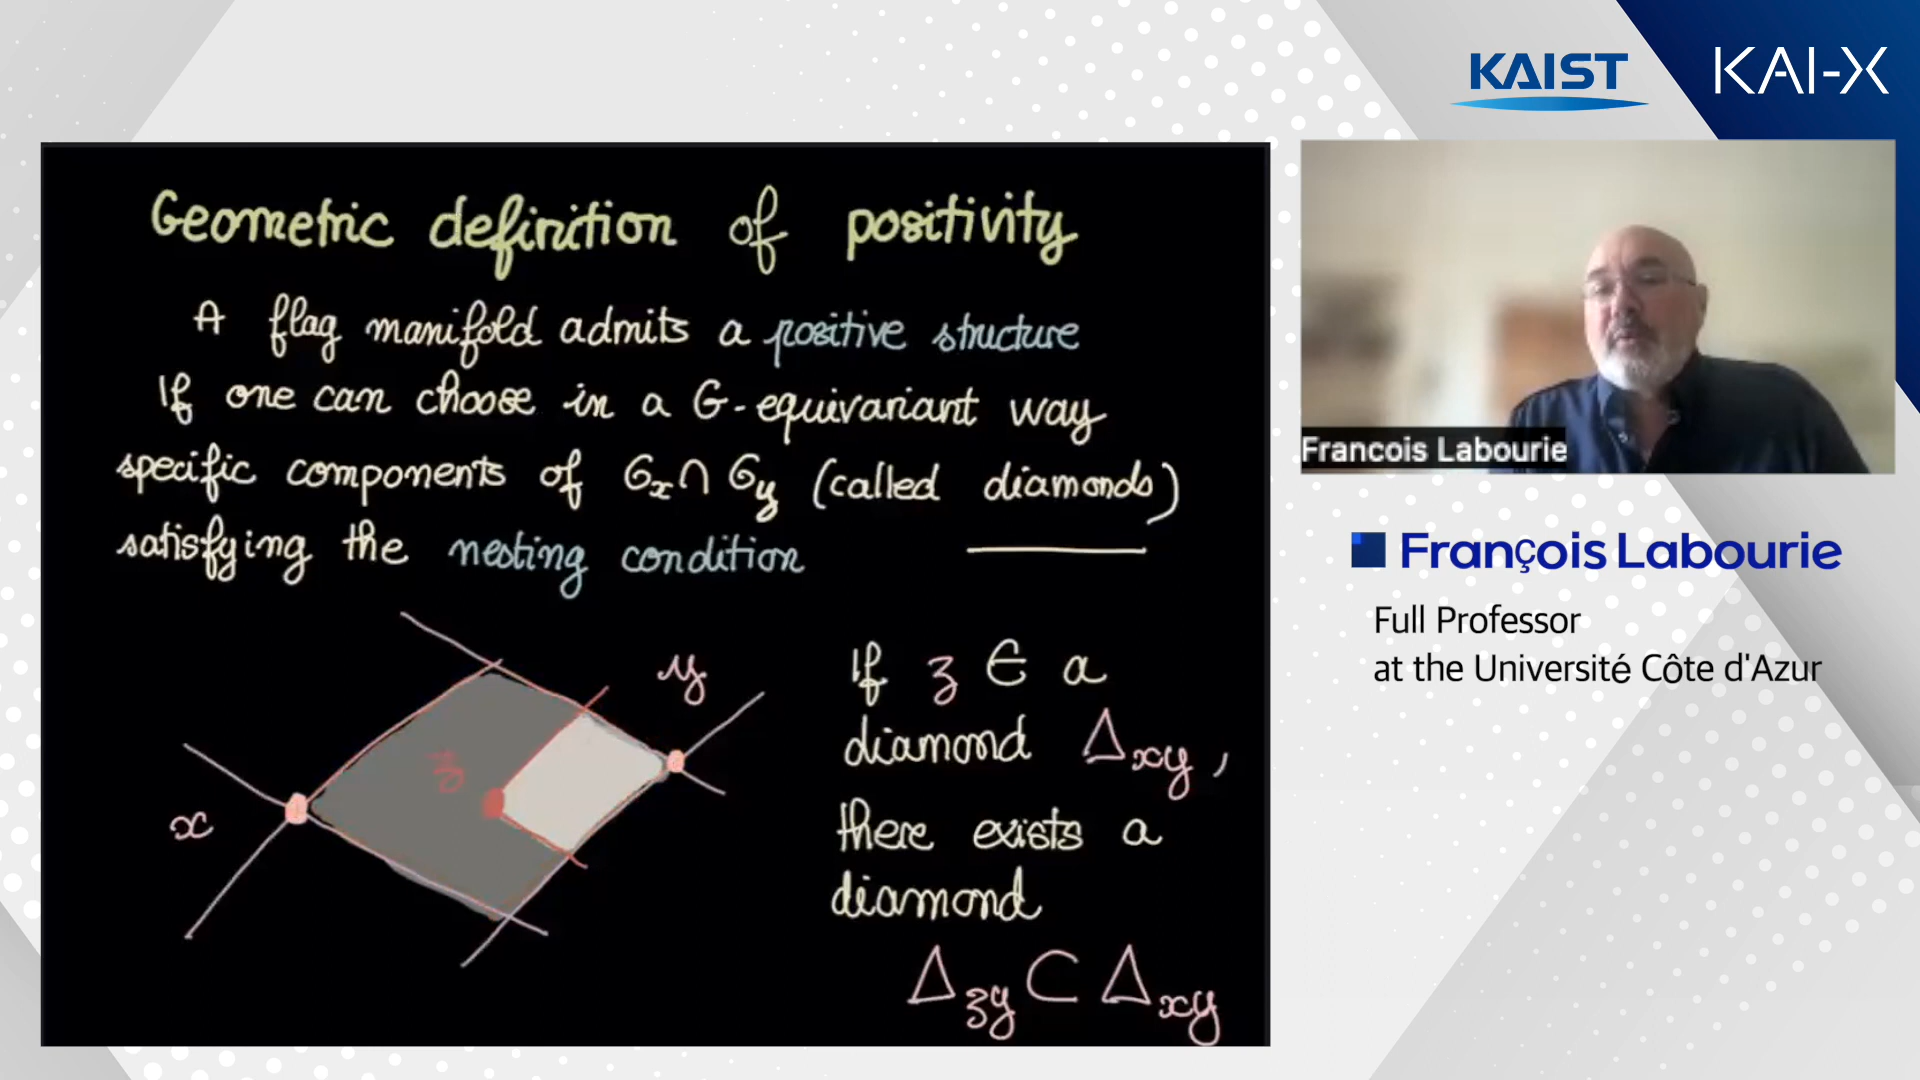 KAIST
KAI-X
Geometric definition of positivity
A flag manifold admits a positive structure
If one can choose in a G-equivariant way
specific components of σₓ∩σᵧ (called diamonds)
satisfying the nesting condition
y
z
x
If z ∈ a
diamond Δxy,
there exists a
diamond
Δzy ⊂ Δxy
Francois Labourie
François Labourie
Full Professor
at the Université Côte d'Azur